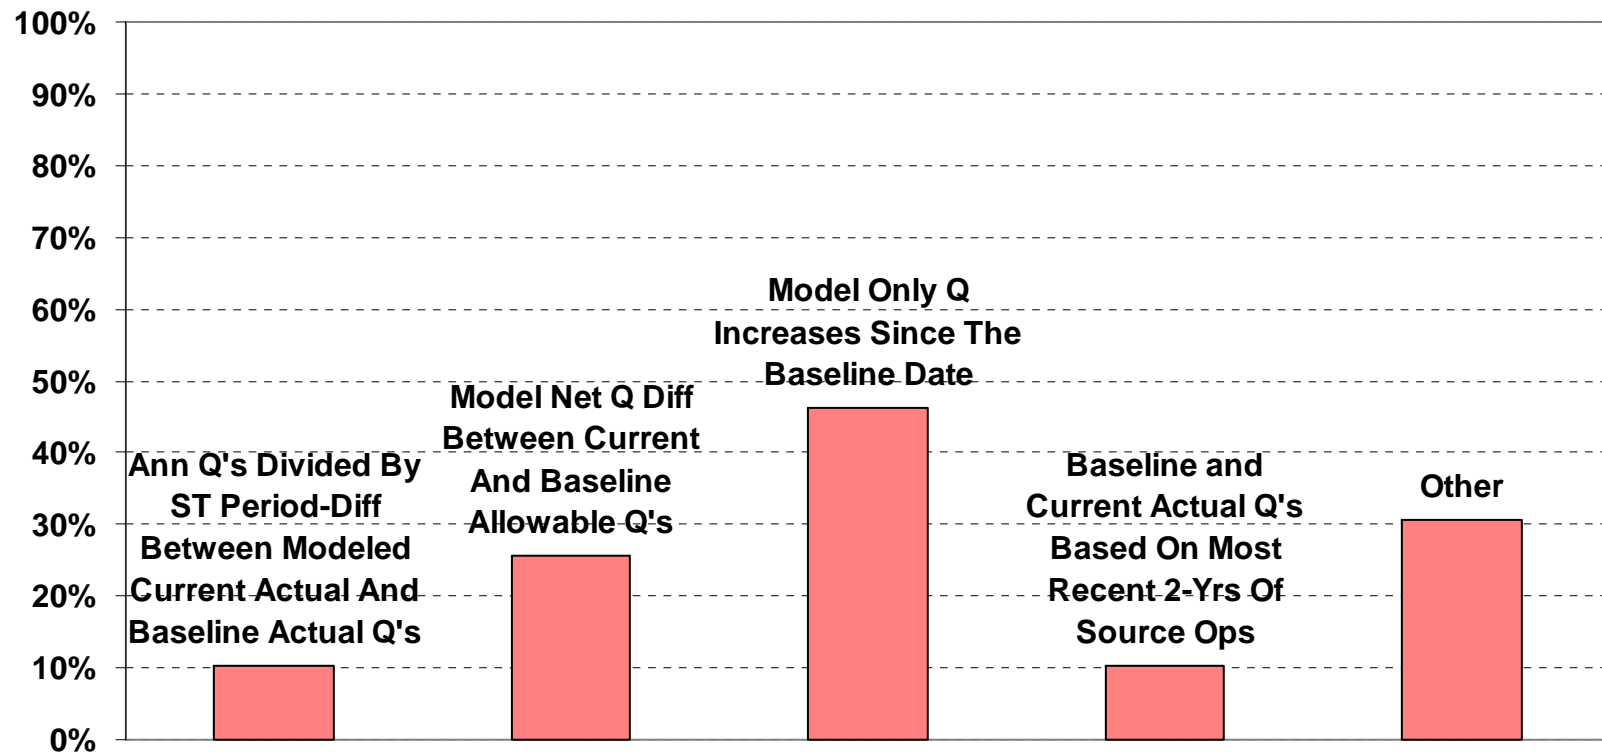 100%
90%
80%
70%
60%
50%
40%
30%
20%
10%
0%
Ann Q's Divided By
ST Period-Diff
Between Modeled
Current Actual And
Baseline Actual Q's
Model Net Q Diff
Between Current
And Baseline
Allowable Q's
Model Only Q
Increases Since The
Baseline Date
Baseline and
Current Actual Q's
Based On Most
Recent 2-Yrs Of
Source Ops
Other